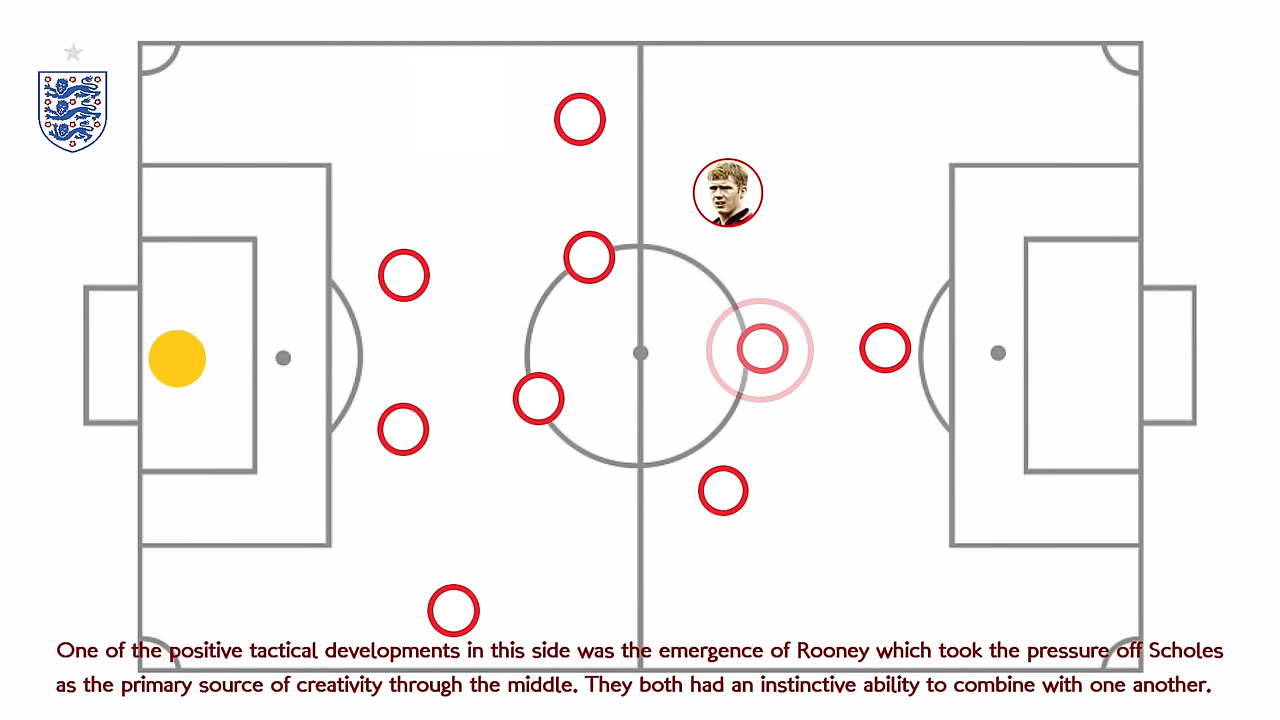 One of the positive tactical developments in this side was the emergence of Rooney which took the pressure off Scholes
as the primary source of creativity through the middle. They both had an instinctive ability to combine with one another.